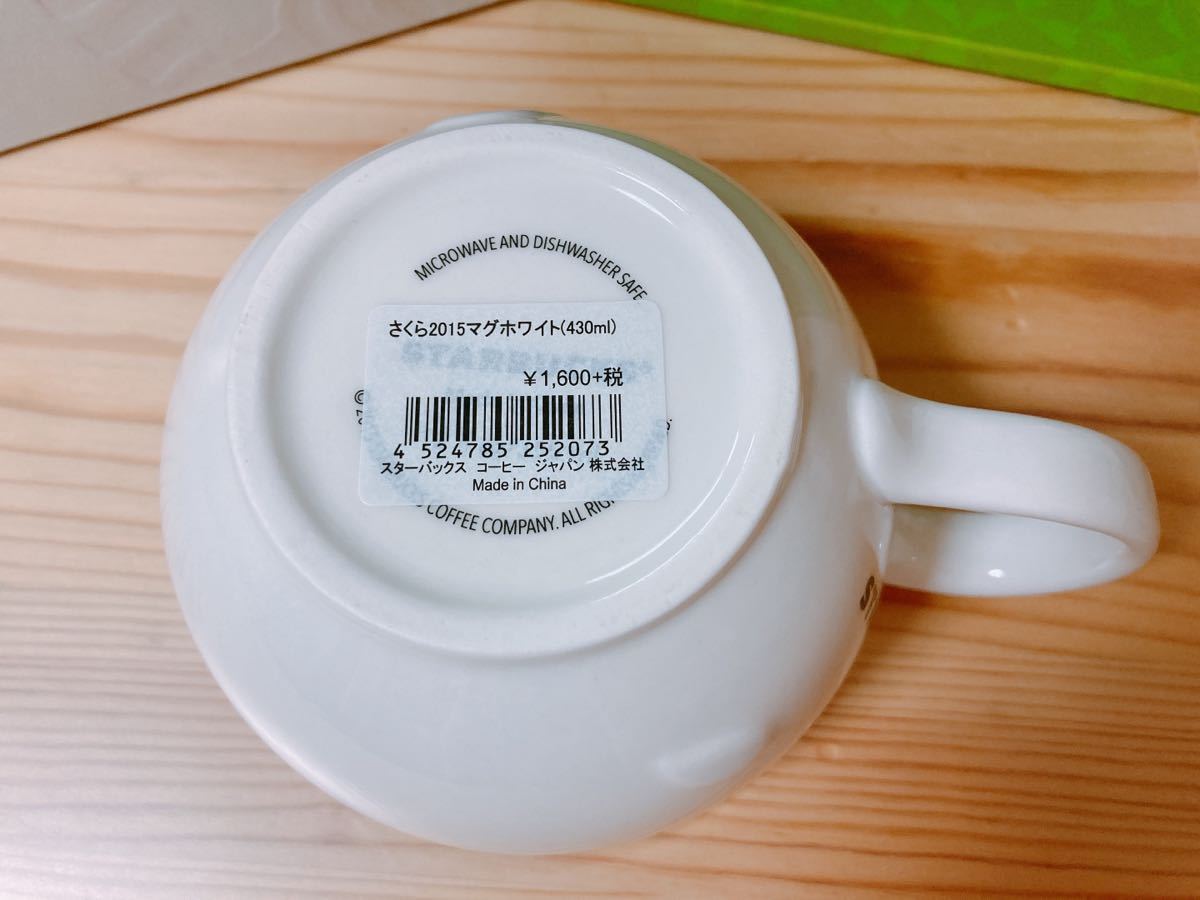 MICROWAVE AND DISHWASHER SAFE
さくら2015マグホワイト(430ml)
¥1,600+税
4 524785 252073
スターバックス コーヒー ジャパン 株式会社
Made in China
COFFEE COMPANY. ALL
S